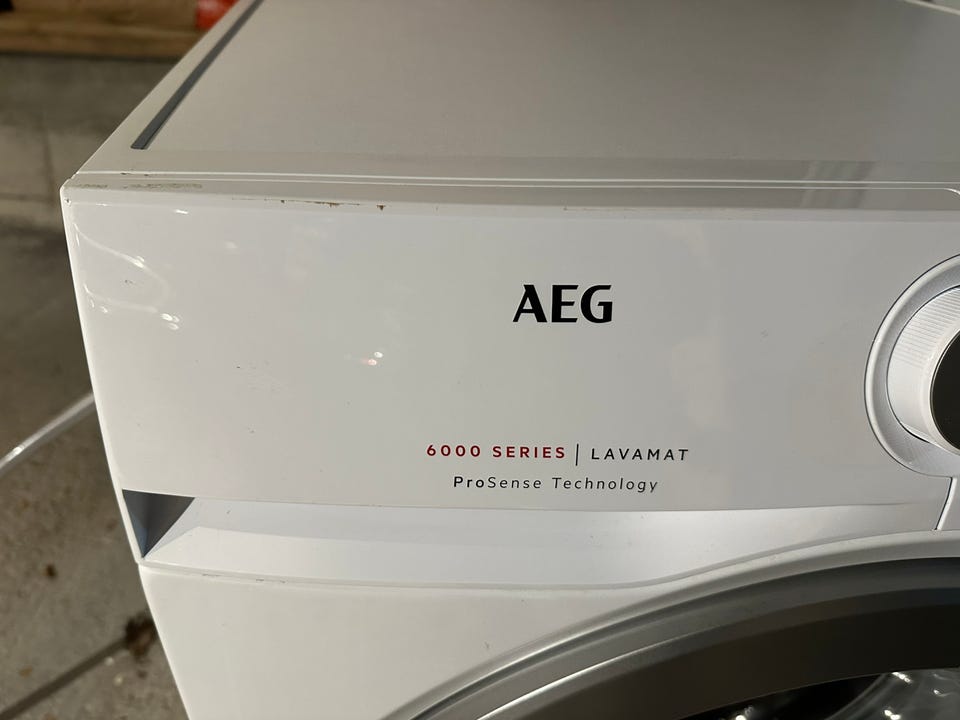 AEG
6000 SERIES | LAVAMAT
ProSense Technology